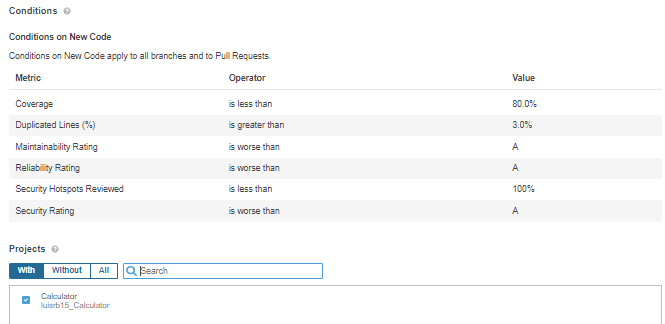 Conditions
Conditions on New Code
Conditions on New Code apply to all branches and to Pull Requests.
Metric Operator Value
Coverage is less than 80.0%
Duplicated Lines (%) is greater than 3.0%
Maintainability Rating is worse than A
Reliability Rating is worse than A
Security Hotspots Reviewed is less than 100%
Security Rating is worse than A
Projects
With Without All Search
Calculator
luisrb15_Calculator